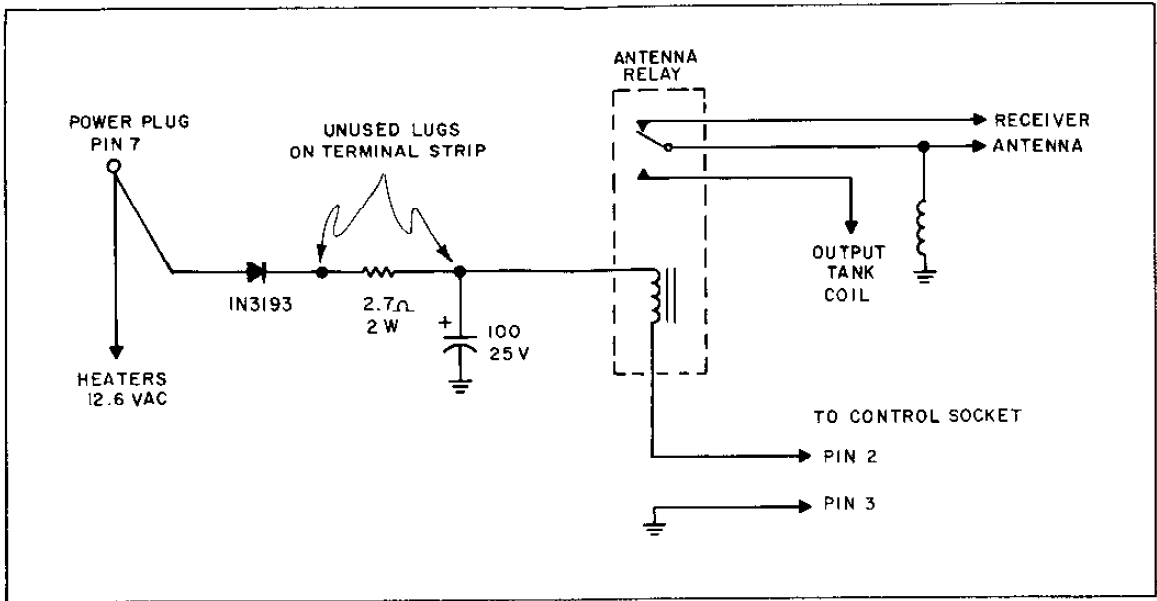 ANTENNA
RELAY
POWER PLUG
PIN 7
UNUSED LUGS
ON TERMINAL STRIP
RECEIVER
ANTENNA
OUTPUT
TANK
COIL
IN3193
2.7Ω
2 W
+
100
25V
HEATERS
12.6 VAC
TO CONTROL SOCKET
PIN 2
PIN 3